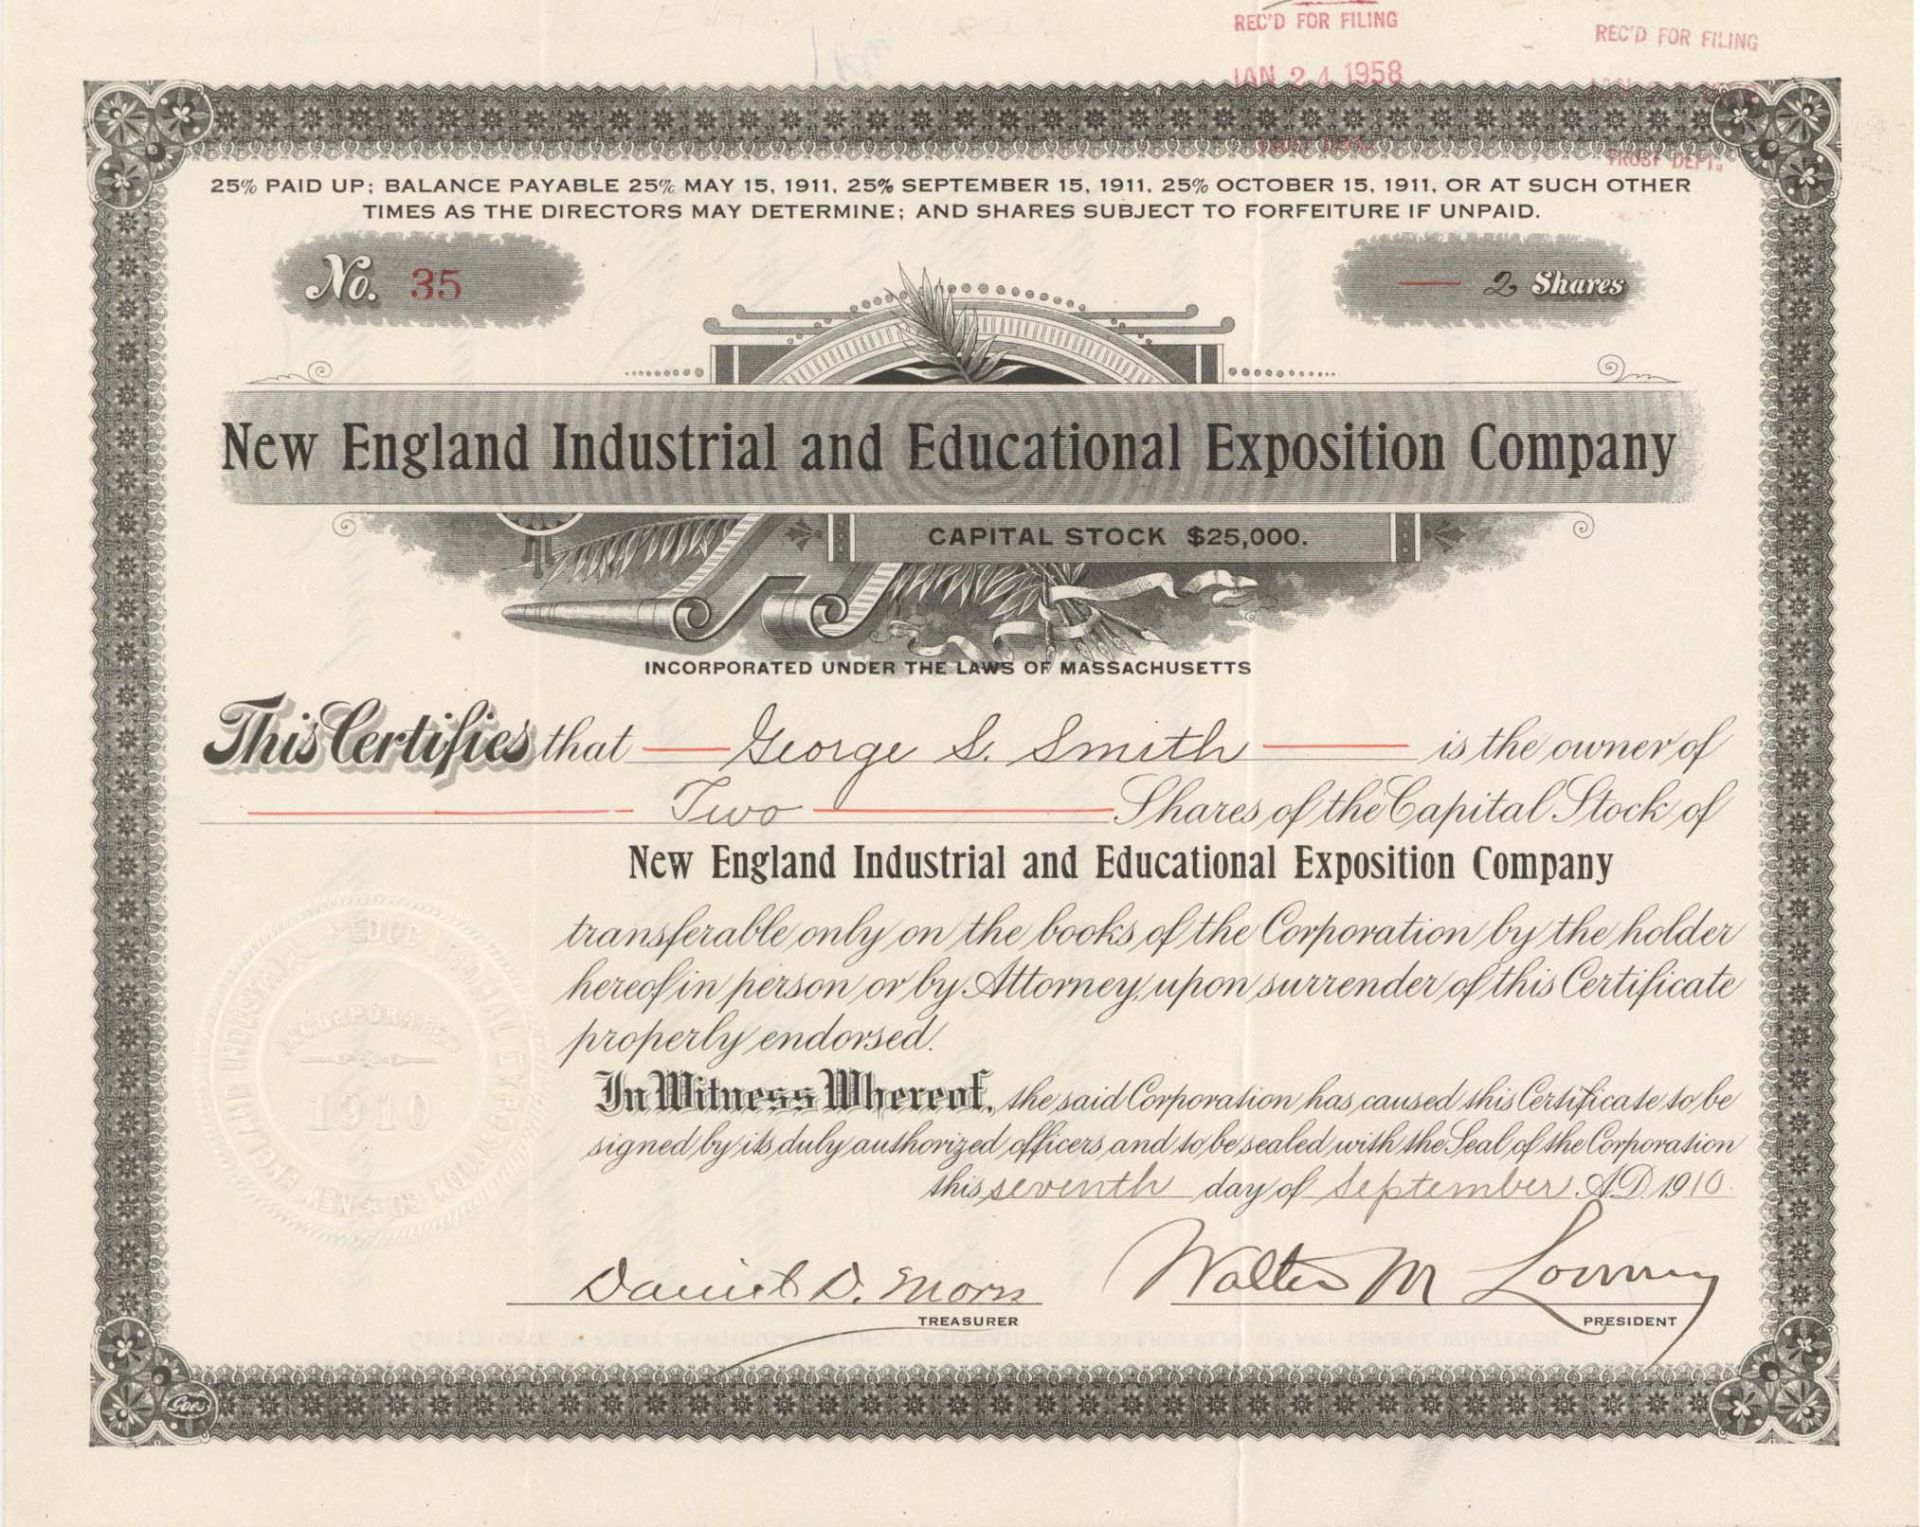 REC'D FOR FILING
REC'D FOR FILING
JAN 24 1958
TRUST DEPT.
25% PAID UP; BALANCE PAYABLE 25% MAY 15, 1911, 25% SEPTEMBER 15, 1911, 25% OCTOBER 15, 1911, OR AT SUCH OTHER
TIMES AS THE DIRECTORS MAY DETERMINE; AND SHARES SUBJECT TO FORFEITURE IF UNPAID.
No. 35
2 Shares
New England Industrial and Educational Exposition Company
CAPITAL STOCK $25,000.
INCORPORATED UNDER THE LAWS OF MASSACHUSETTS
This Certifies that George S. Smith is the owner of
Two Shares of the Capital Stock of
New England Industrial and Educational Exposition Company
transferable only on the books of the Corporation by the holder
hereof in person or by Attorney, upon surrender of this Certificate
properly endorsed.
In Witness Whereof, the said Corporation has caused this Certificate to be
signed by its duly authorized officers and to be sealed with the Seal of the Corporation
this seventh day of September A.D. 1910.
INCORPORATED
1910
Daniel D. Morss
TREASURER
Walter M Lowney
PRESIDENT
Goes